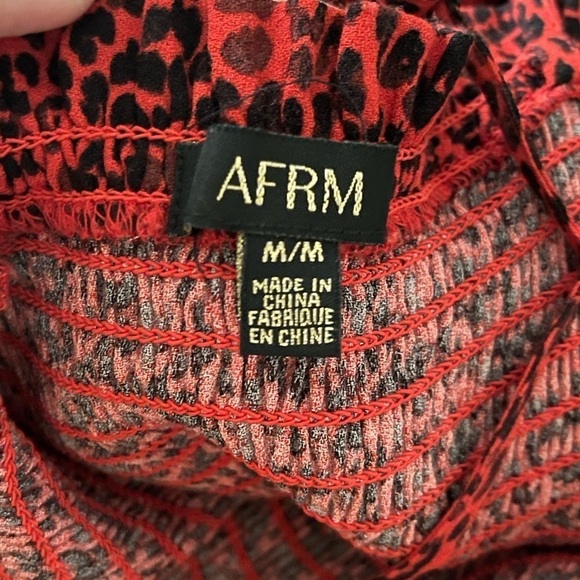 AFRM
M/M
MADE IN
CHINA
FABRIQUE
EN CHINE